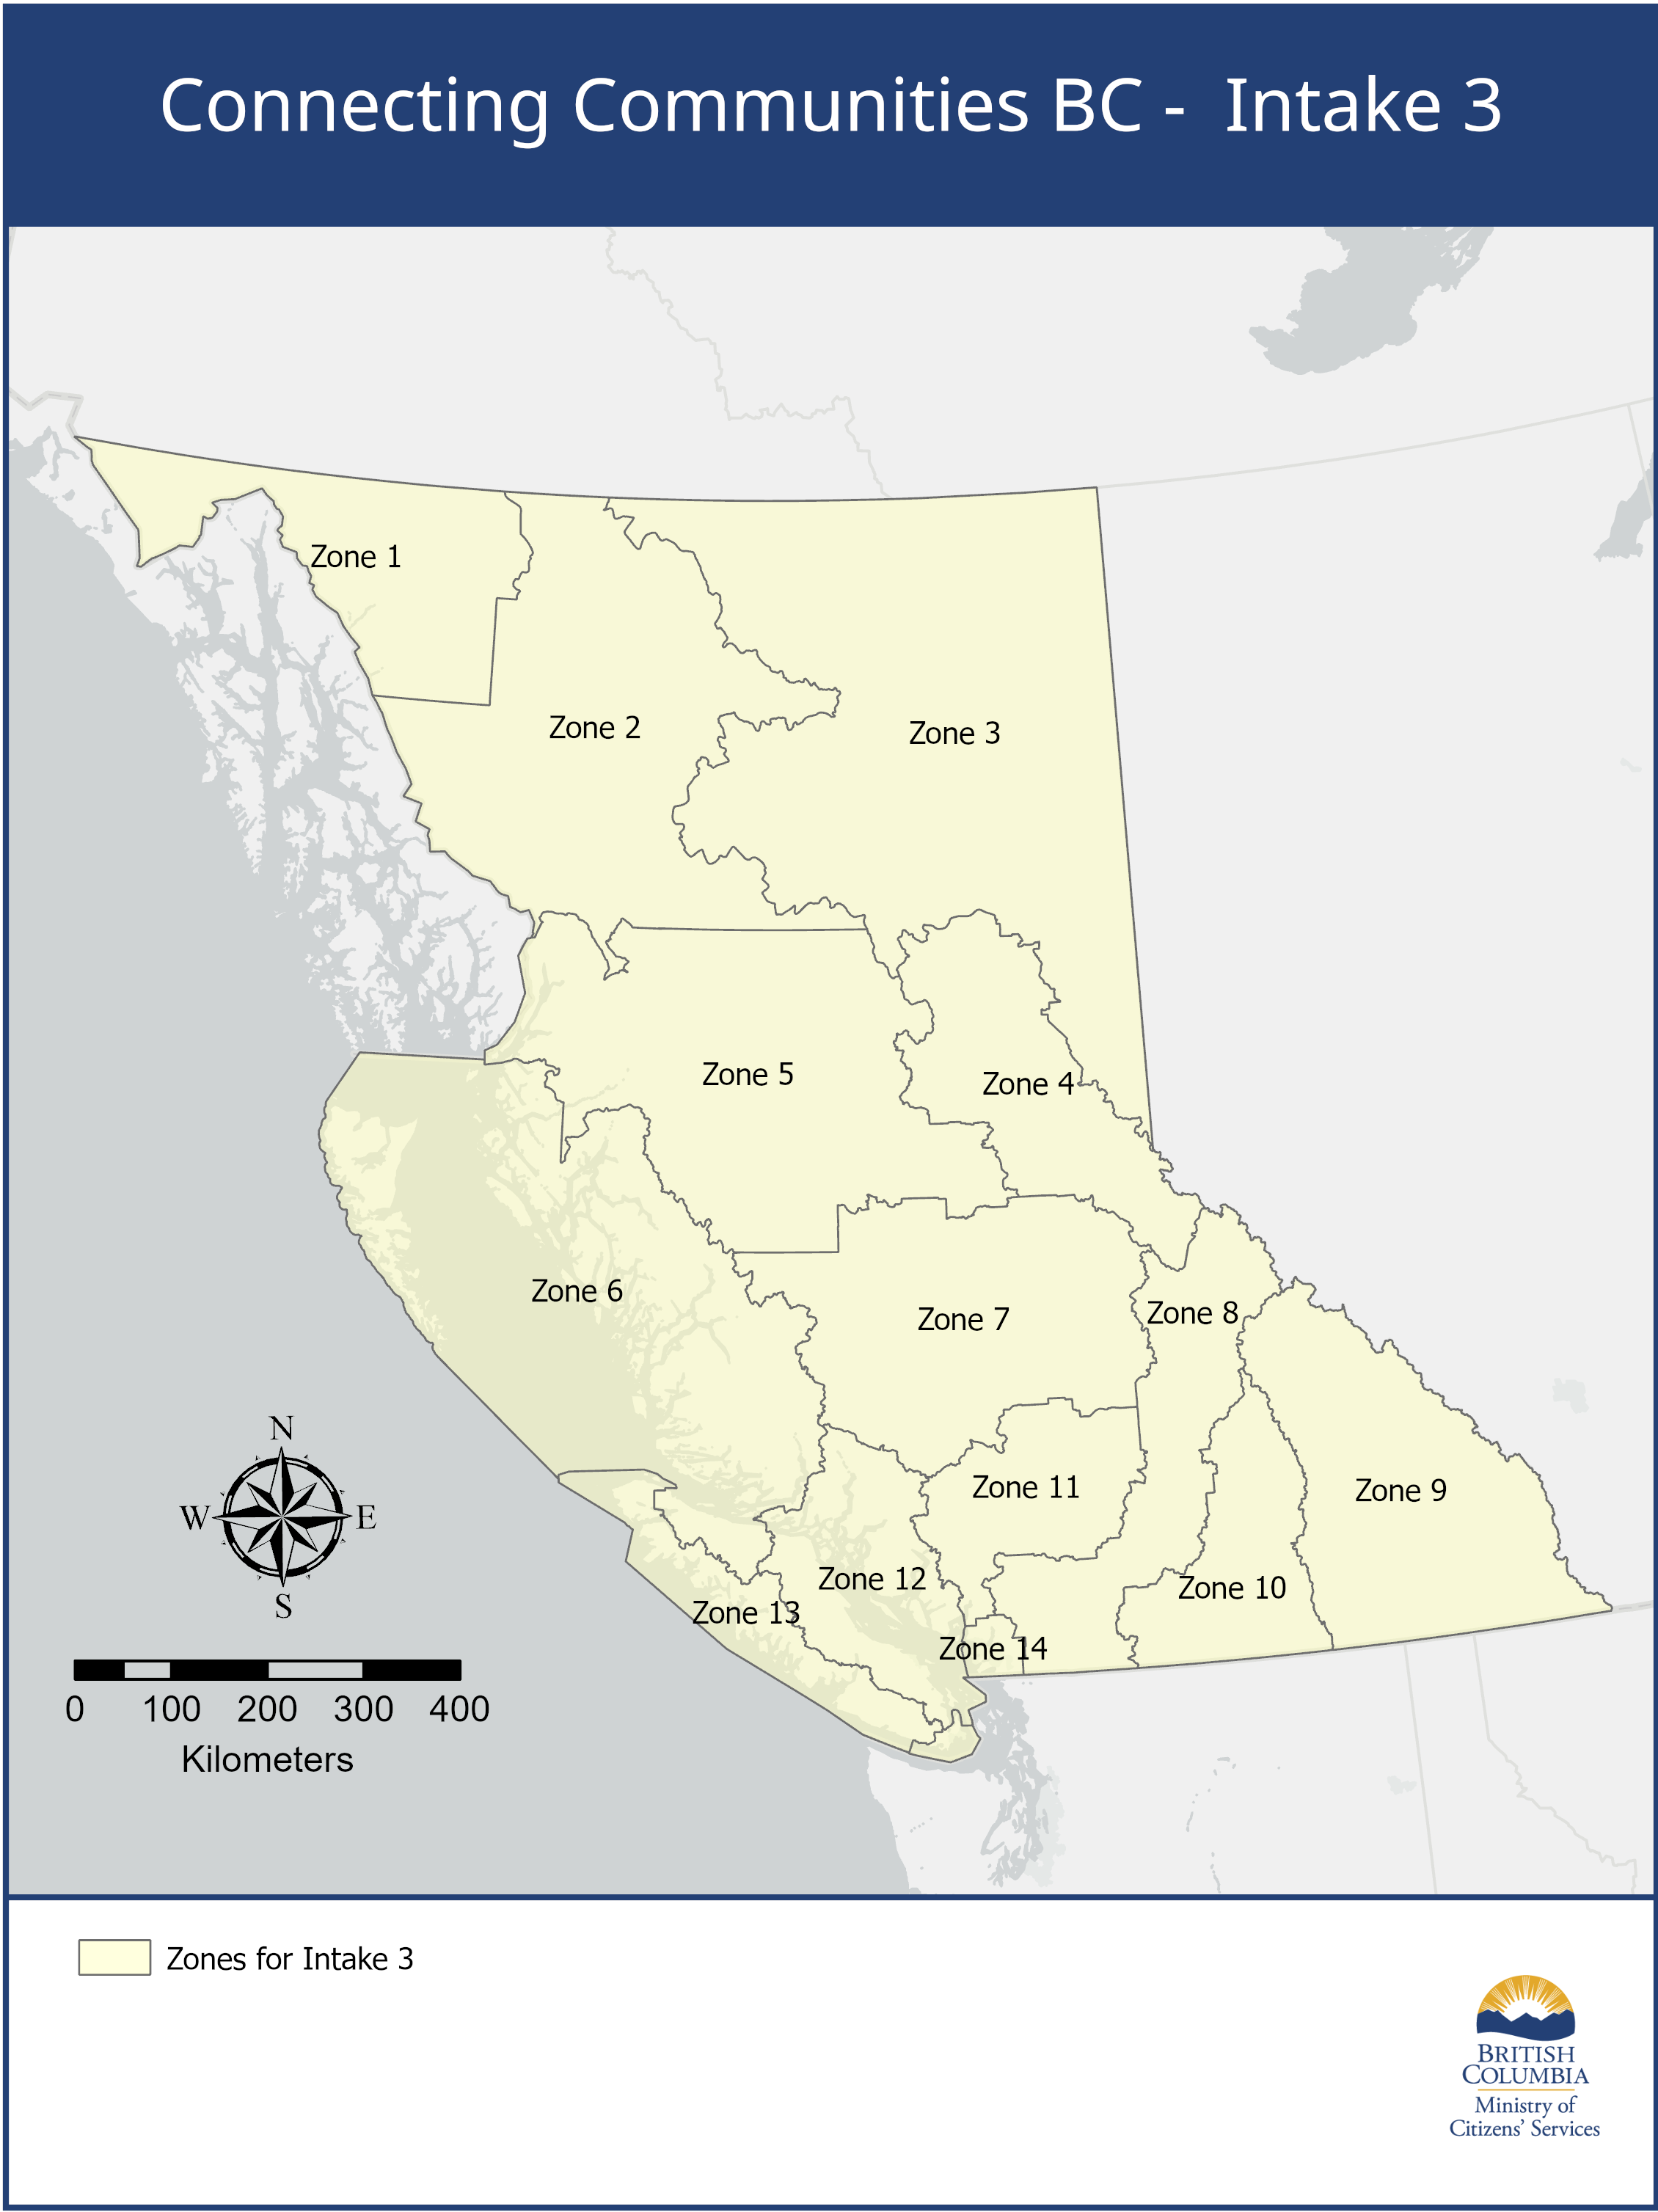 Connecting Communities BC - Intake 3
Zone 1
Zone 2
Zone 3
Zone 5
Zone 4
Zone 6
Zone 8
Zone 7
N
Zone 11
Zone 9
W E
Zone 12
Zone 10
S
Zone 13
Zone 14
0 100 200 300 400
Kilometers
Zones for Intake 3
BRITISH
COLUMBIA
Ministry of
Citizens' Services